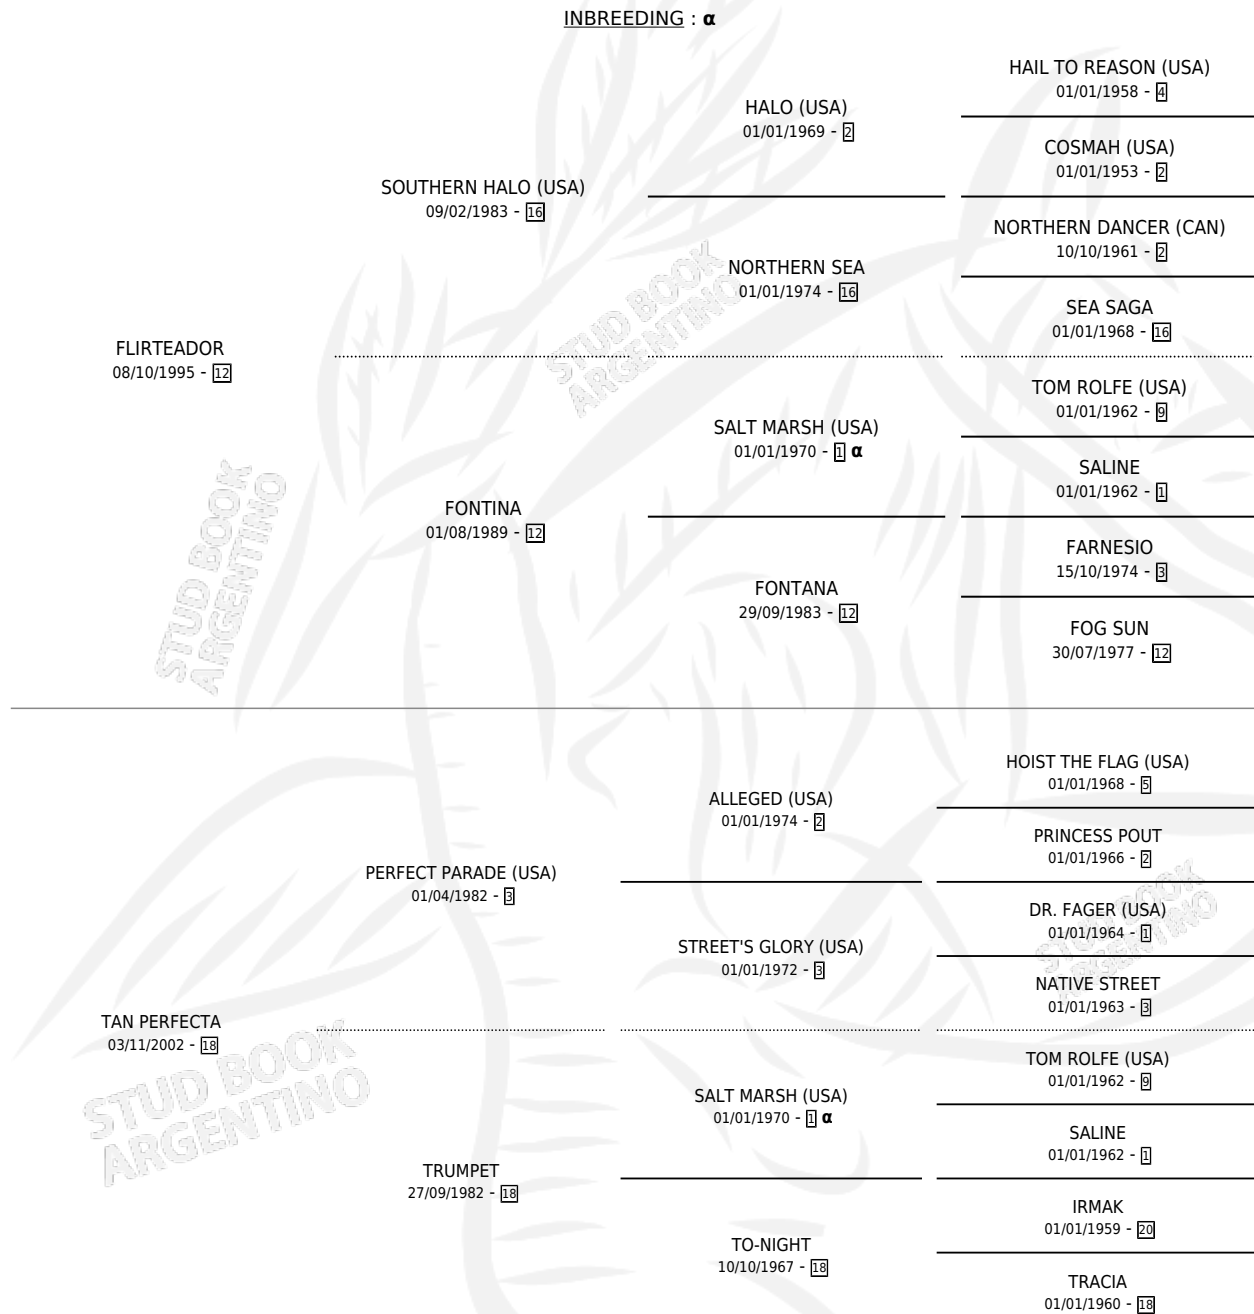 INBREEDING : α
HAIL TO REASON (USA)
01/01/1958 - 4
HALO (USA)
01/01/1969 - 2
COSMAH (USA)
01/01/1953 - 2
SOUTHERN HALO (USA)
09/02/1983 - 16
NORTHERN DANCER (CAN)
10/10/1961 - 2
NORTHERN SEA
01/01/1974 - 16
SEA SAGA
01/01/1968 - 16
FLIRTEADOR
08/10/1995 - 12
TOM ROLFE (USA)
01/01/1962 - 9
SALT MARSH (USA)
01/01/1970 - 1 α
SALINE
01/01/1962 - 1
FONTINA
01/08/1989 - 12
FARNESIO
15/10/1974 - 3
FONTANA
29/09/1983 - 12
FOG SUN
30/07/1977 - 12
HOIST THE FLAG (USA)
01/01/1968 - 5
ALLEGED (USA)
01/01/1974 - 2
PRINCESS POUT
01/01/1966 - 2
PERFECT PARADE (USA)
01/04/1982 - 3
DR. FAGER (USA)
01/01/1964 - 1
STREET'S GLORY (USA)
01/01/1972 - 3
NATIVE STREET
01/01/1963 - 3
TAN PERFECTA
03/11/2002 - 18
TOM ROLFE (USA)
01/01/1962 - 9
SALT MARSH (USA)
01/01/1970 - 1 α
SALINE
01/01/1962 - 1
TRUMPET
27/09/1982 - 18
IRMAK
01/01/1959 - 20
TO-NIGHT
10/10/1967 - 18
TRACIA
01/01/1960 - 18
STUD BOOK
ARGENTINO
STUD BOOK
ARGENTINO
STUD BOOK
ARGENTINO
STUD BOOK
ARGENTINO